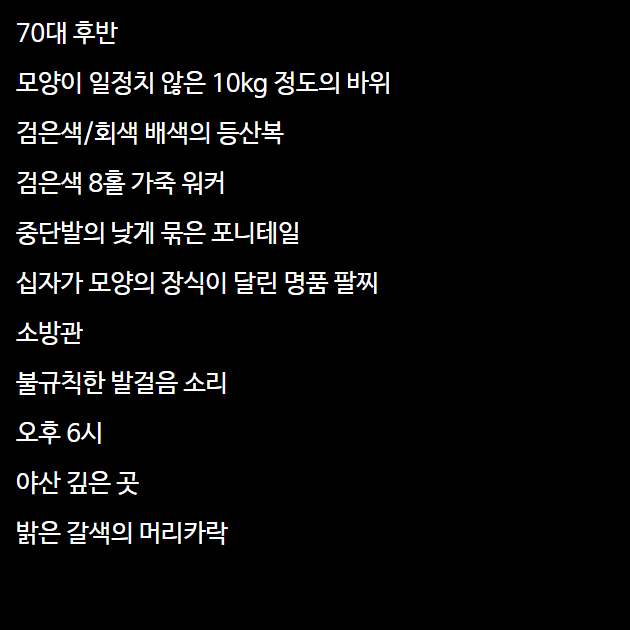 70대 후반
모양이 일정치 않은 10kg 정도의 바위
검은색/회색 배색의 등산복
검은색 8홀 가죽 워커
중단발의 낮게 묶은 포니테일
십자가 모양의 장식이 달린 명품 팔찌
소방관
불규칙한 발걸음 소리
오후 6시
야산 깊은 곳
밝은 갈색의 머리카락